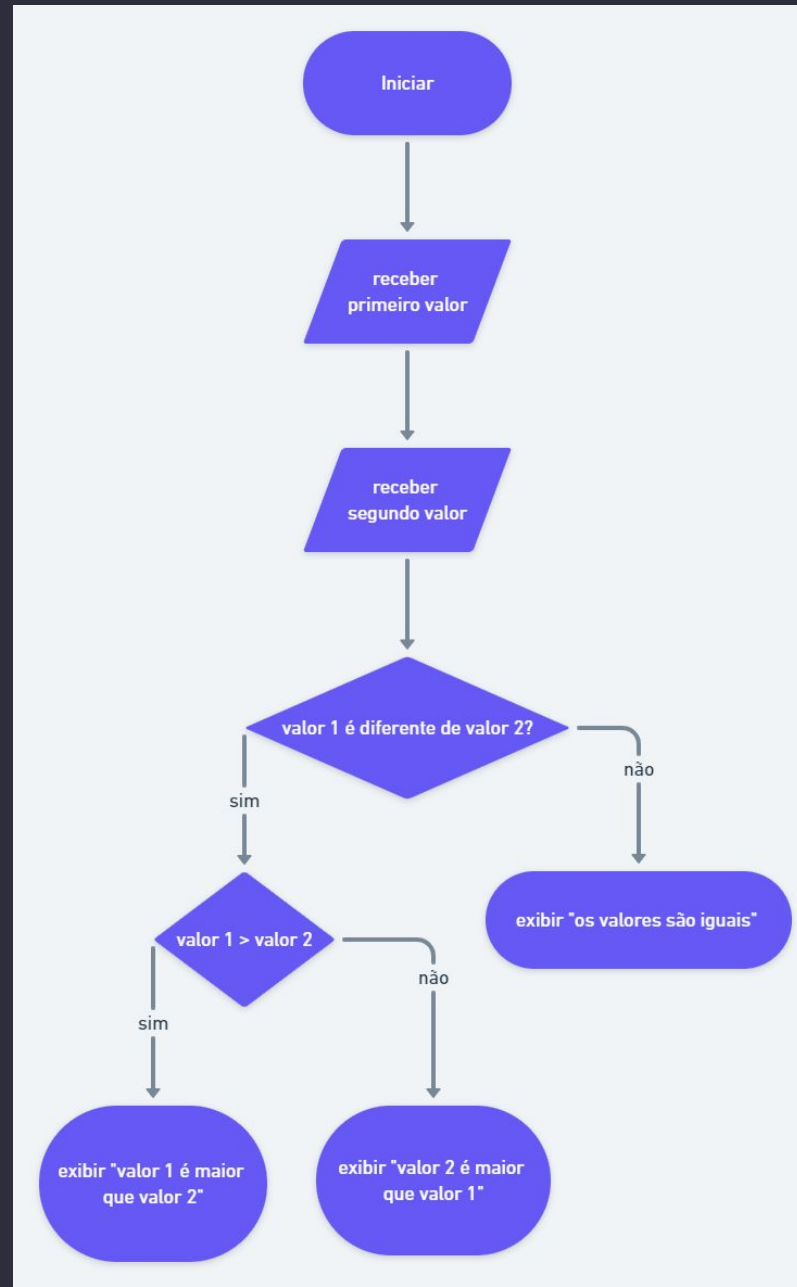 Iniciar
receber
primeiro valor
receber
segundo valor
valor 1 é diferente de valor 2?
não
sim
exibir "os valores são iguais"
valor 1 > valor 2
não
sim
exibir "valor 1 é maior
que valor 2"
exibir "valor 2 é maior
que valor 1"